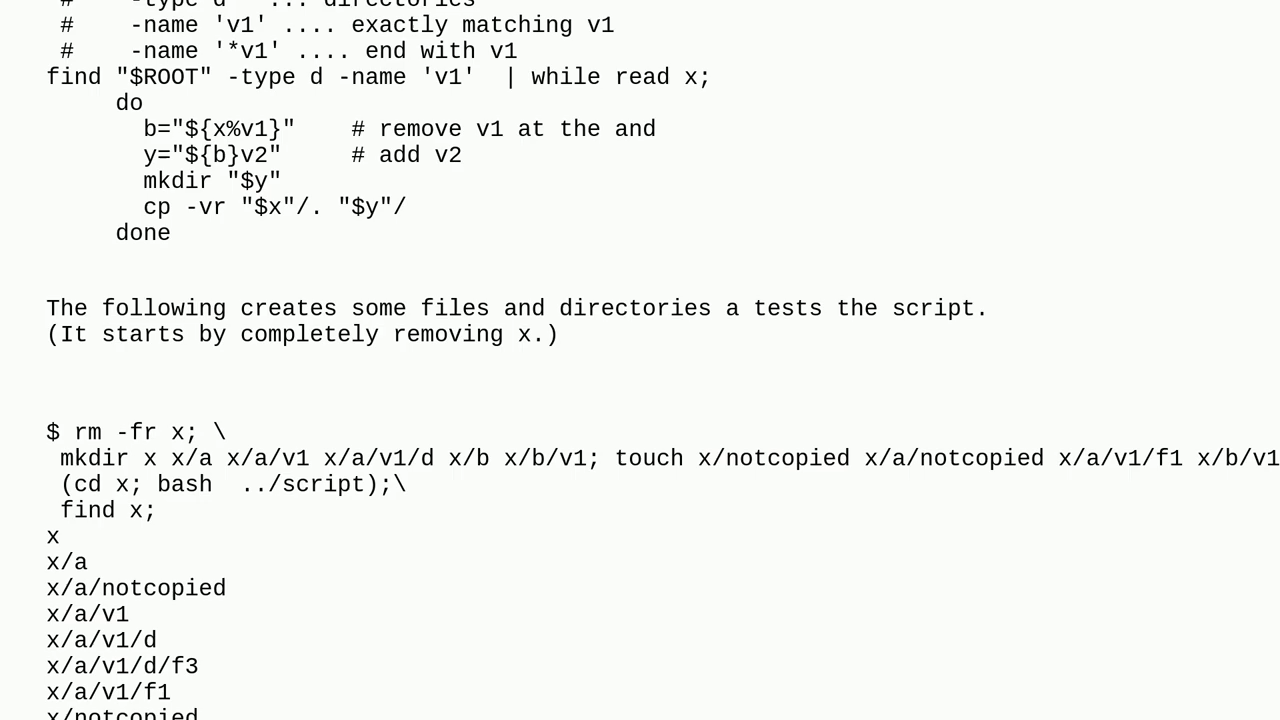 #    -type d   ... directories
#    -name 'v1' .... exactly matching v1
#    -name '*v1' .... end with v1
find "$ROOT" -type d -name 'v1'  | while read x;
     do
       b="${x%v1}"    # remove v1 at the and
       y="${b}v2"     # add v2
       mkdir "$y"
       cp -vr "$x"/. "$y"/
     done
The following creates some files and directories a tests the script.
(It starts by completely removing x.)
$ rm -fr x; \
 mkdir x x/a x/a/v1 x/a/v1/d x/b x/b/v1; touch x/notcopied x/a/notcopied x/a/v1/f1 x/b/v1
 (cd x; bash  ../script);\
 find x;
x
x/a
x/a/notcopied
x/a/v1
x/a/v1/d
x/a/v1/d/f3
x/a/v1/f1
x/notcopied